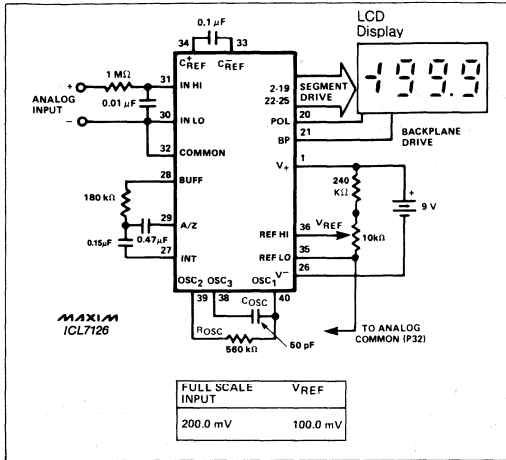 LCD
Display
0.1 µF
34
33
C+REF
C-REF
1 MΩ
31
IN HI
+
ANALOG
INPUT
0.01 µF
-
30
IN LO
32
COMMON
28
BUFF
180 kΩ
29
A/Z
0.47µF
0.15µF
27
INT
2-19
22-25
SEGMENT
DRIVE
-199.9
POL
20
BP
21
BACKPLANE
DRIVE
V+
1
240
KΩ
+
9 V
REF HI
36
VREF
10kΩ
REF LO
35
V-
26
OSC2
OSC3
OSC1
39
38
40
COSC
ROSC
50 pF
560 kΩ
TO ANALOG
COMMON (P32)
MAXIM
ICL7126
FULL SCALE
INPUT
VREF
200.0 mV
100.0 mV